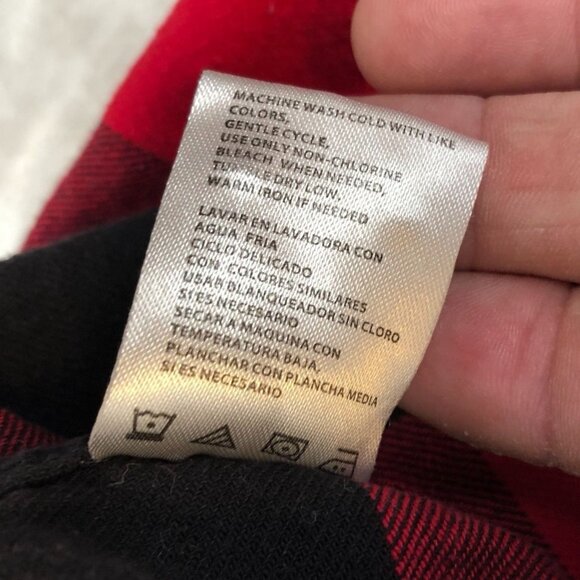 MACHINE WASH COLD WITH LIKE
COLORS,
GENTLE CYCLE,
USE ONLY NON-CHLORINE
BLEACH WHEN NEEDED,
TUMBLE DRY LOW,
WARM IRON IF NEEDED
LAVAR EN LAVADORA CON
AGUA FRIA
CICLO DELICADO
CON COLORES SIMILARES
USAR BLANQUEADOR SIN CLORO
SI ES NECESARIO
SECAR A MAQUINA CON
TEMPERATURA BAJA,
PLANCHAR CON PLANCHA MEDIA
SI ES NECESARIO